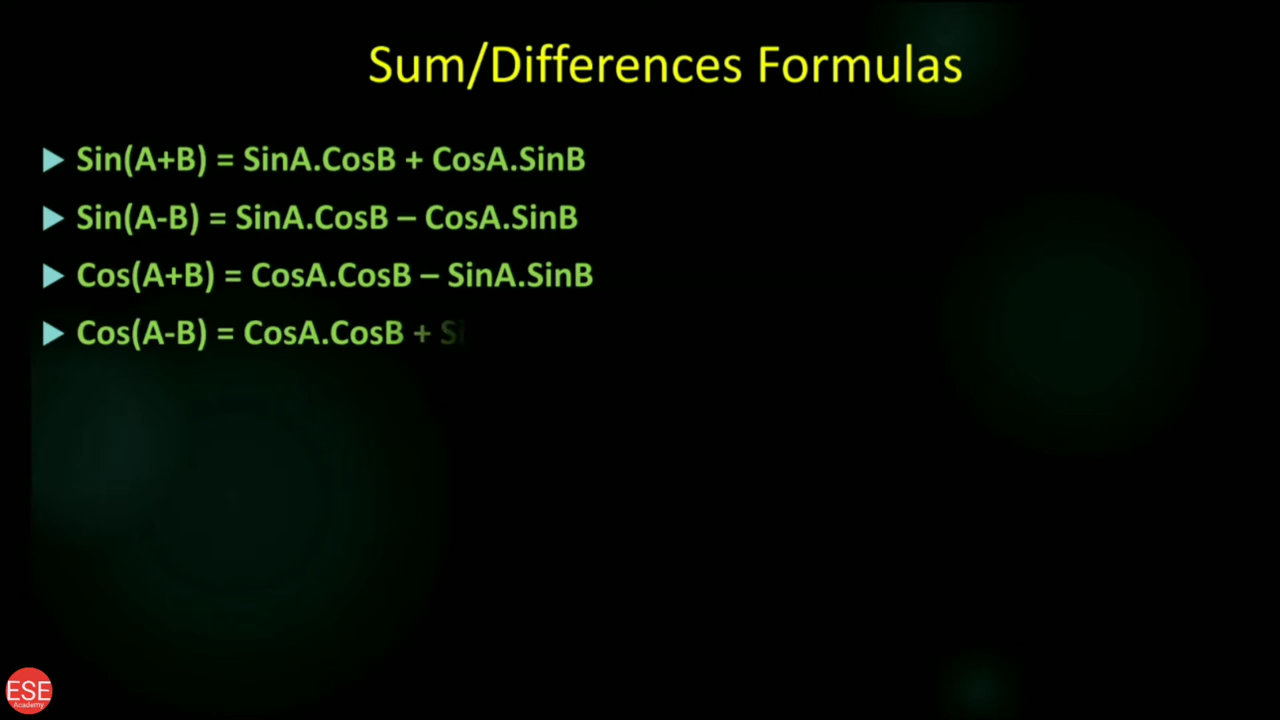 Sum/Differences Formulas
Sin(A+B) = SinA.CosB + CosA.SinB
Sin(A-B) = SinA.CosB – CosA.SinB
Cos(A+B) = CosA.CosB – SinA.SinB
Cos(A-B) = CosA.CosB +
ESE
Academy